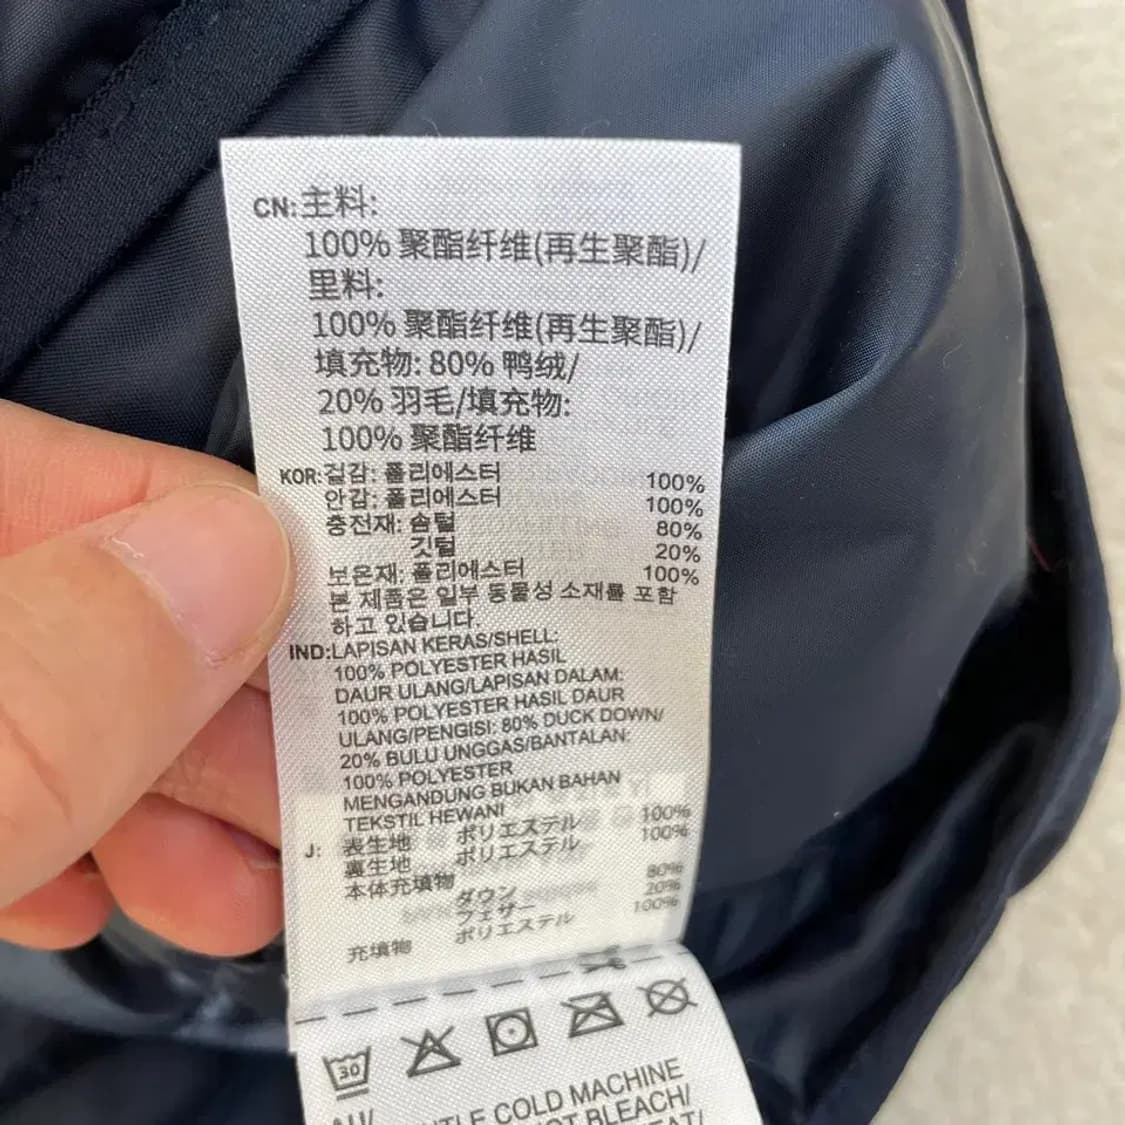 CN:主料:
100% 聚酯纤维(再生聚酯)/
里料:
100% 聚酯纤维(再生聚酯)/
填充物: 80% 鸭绒/
20% 羽毛/填充物:
100% 聚酯纤维
KOR:겉감: 폴리에스터 100%
안감: 폴리에스터 100%
충전재: 솜털 80%
깃털 20%
보온재: 폴리에스터 100%
본 제품은 일부 동물성 소재를 포함
하고 있습니다.
IND:LAPISAN KERAS/SHELL:
100% POLYESTER HASIL
DAUR ULANG/LAPISAN DALAM:
100% POLYESTER HASIL DAUR
ULANG/PENGISI: 80% DUCK DOWN/
20% BULU UNGGAS/BANTALAN:
100% POLYESTER
MENGANDUNG BUKAN BAHAN
TEKSTIL HEWANI
J: 表生地 ポリエステル 100%
裏生地 ポリエステル 100%
本体充填物
ダウン 80%
フェザー 20%
充填物 ポリエステル 100%
30
COLD MACHINE
BLEACH/